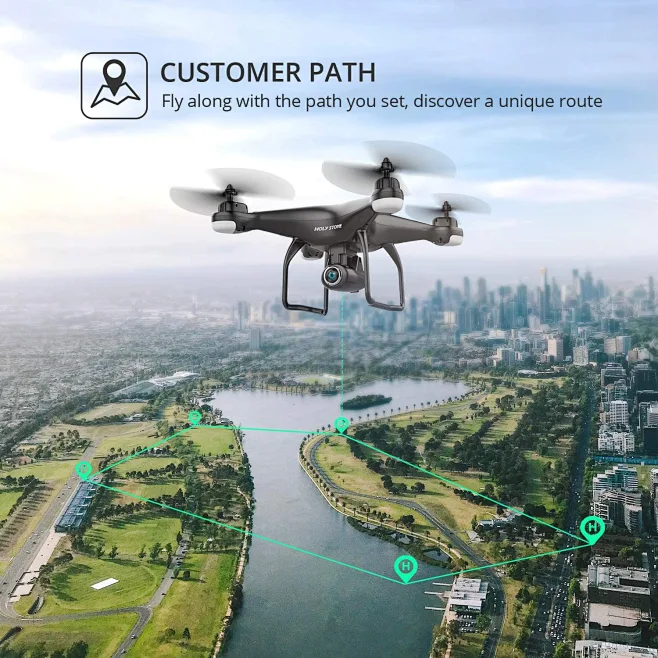 CUSTOMER PATH
Fly along with the path you set, discover a unique route
HOLY STONE
H
H